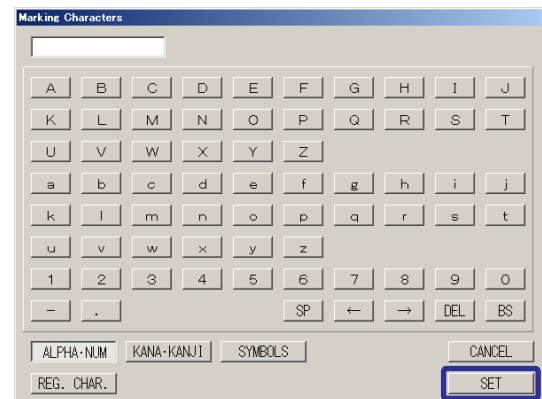 Marking Characters
A B C D E F G H I J
K L M N O P Q R S T
U V W X Y Z
a b c d e f g h i j
k l m n o p q r s t
u v w x y z
1 2 3 4 5 6 7 8 9 0
- . SP ← → DEL BS
ALPHA・NUM KANA・KANJI SYMBOLS CANCEL
REG. CHAR. SET